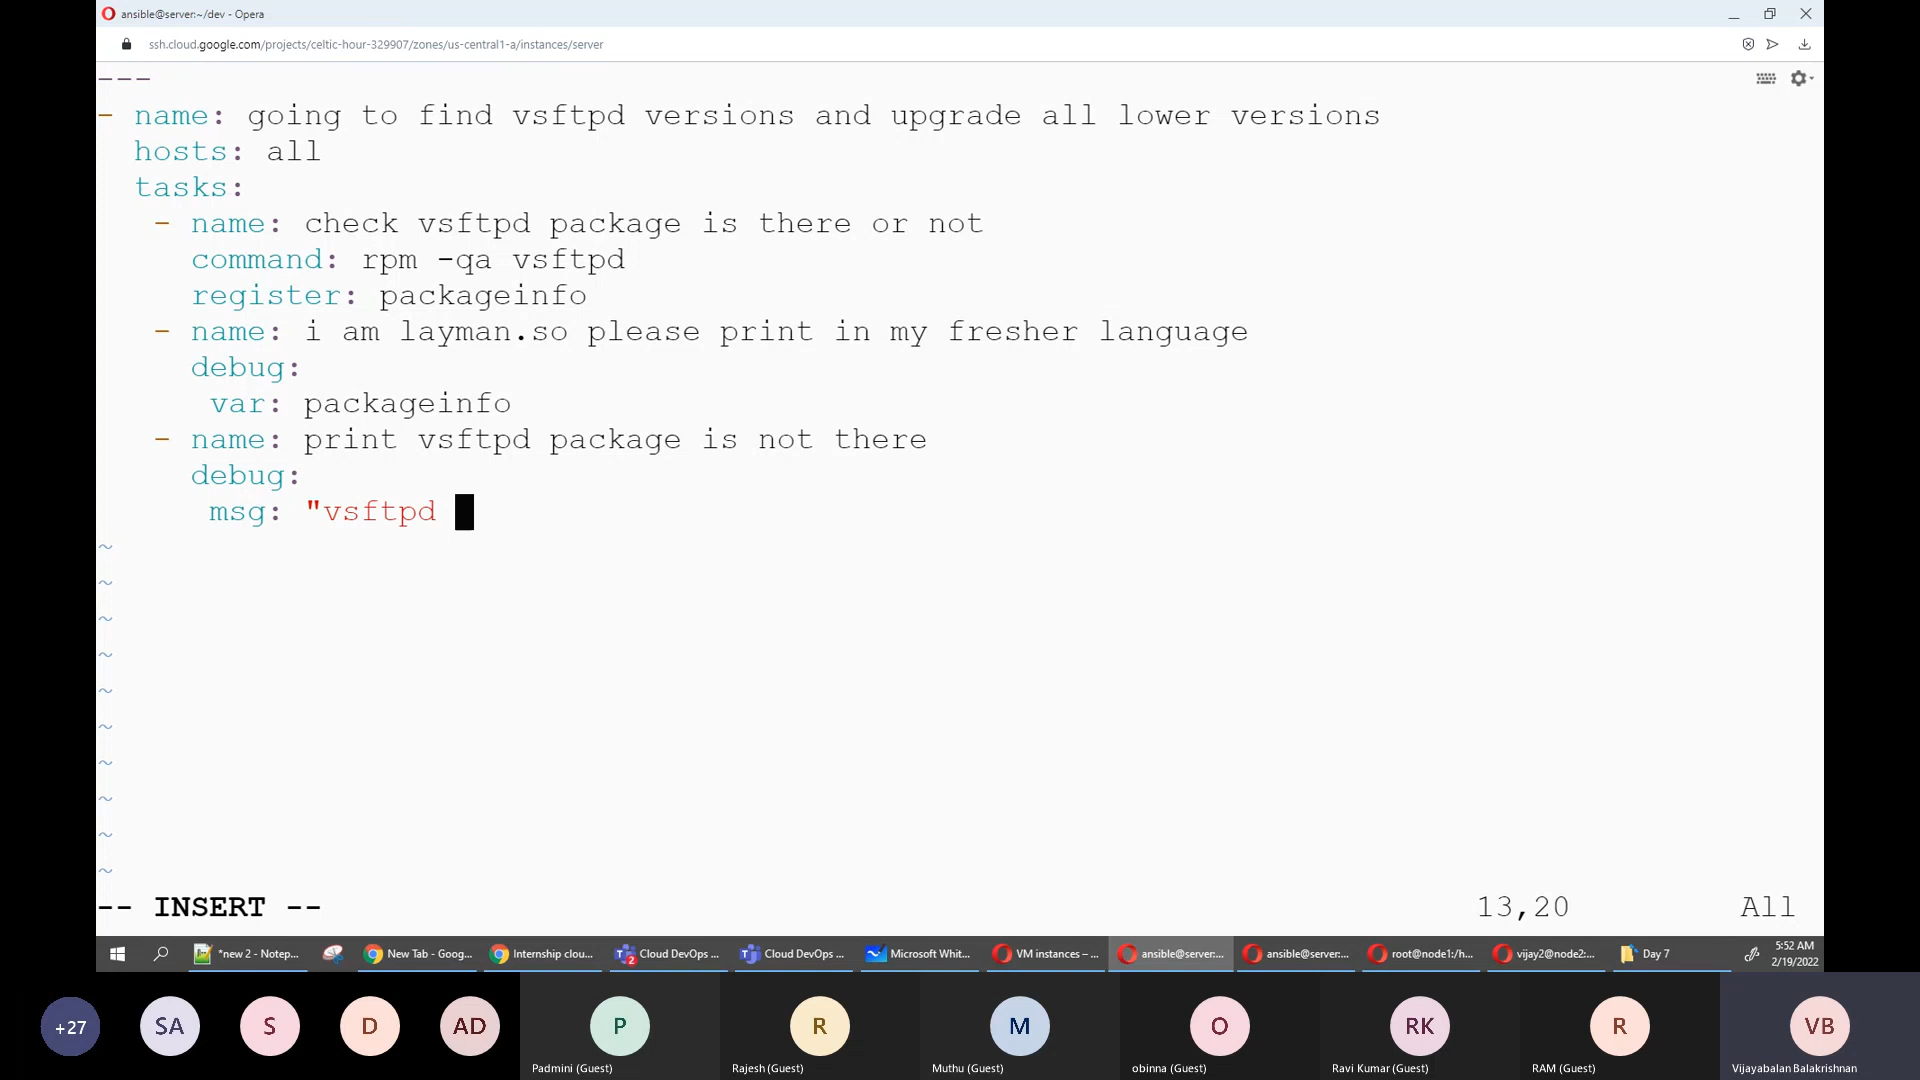 ansible@server:~/dev - Opera
ssh.cloud.google.com/projects/celtic-hour-329907/zones/us-central1-a/instances/server
---
- name: going to find vsftpd versions and upgrade all lower versions
hosts: all
tasks:
- name: check vsftpd package is there or not
command: rpm -qa vsftpd
register: packageinfo
- name: i am layman.so please print in my fresher language
debug:
var: packageinfo
- name: print vsftpd package is not there
debug:
msg: "vsftpd
~
~
~
~
~
~
~
~
~
~
-- INSERT -- 13,20 All
*new 2 - Notep... New Tab - Goog... Internship clou... 2 Cloud DevOps ... Cloud DevOps ... Microsoft Whit... VM instances – ... ansible@server:... ansible@server:... root@node1:/h... vijay2@node2:... Day 7 5:52 AM
2/19/2022
+27 SA S D AD P R M O RK R VB
Padmini (Guest) Rajesh (Guest) Muthu (Guest) obinna (Guest) Ravi Kumar (Guest) RAM (Guest) Vijayabalan Balakrishnan